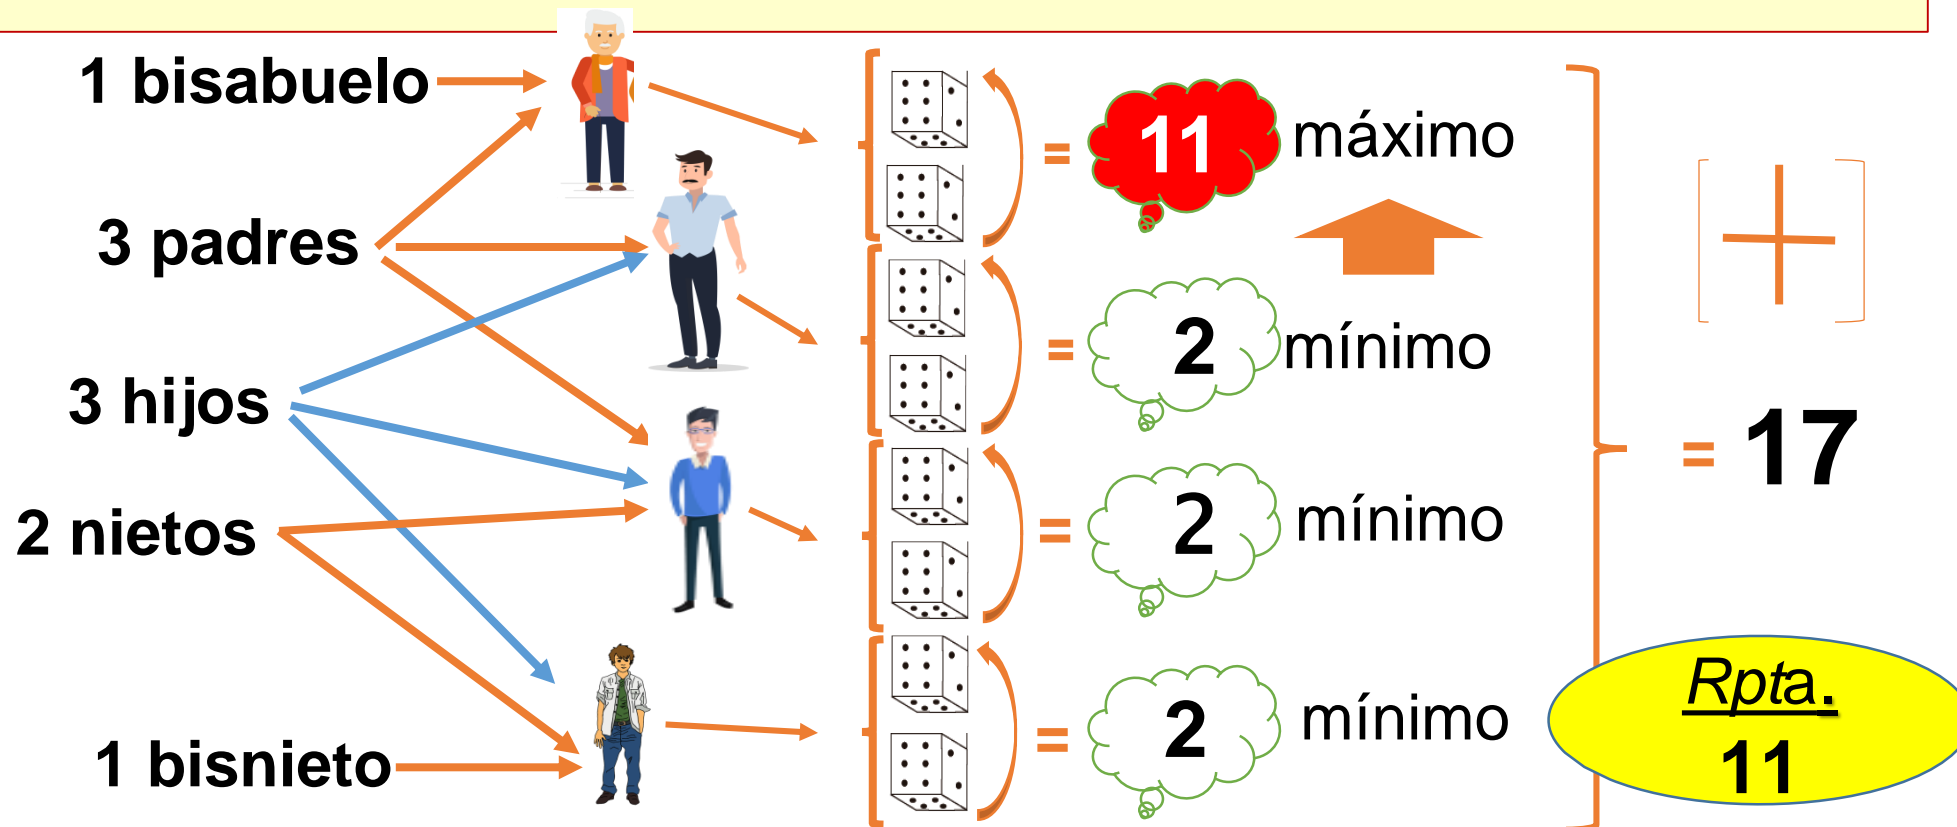 1 bisabuelo
= 11 máximo
3 padres
= 2 mínimo
3 hijos
= 17
2 nietos
= 2 mínimo
Rpta.
11
1 bisnieto
= 2 mínimo